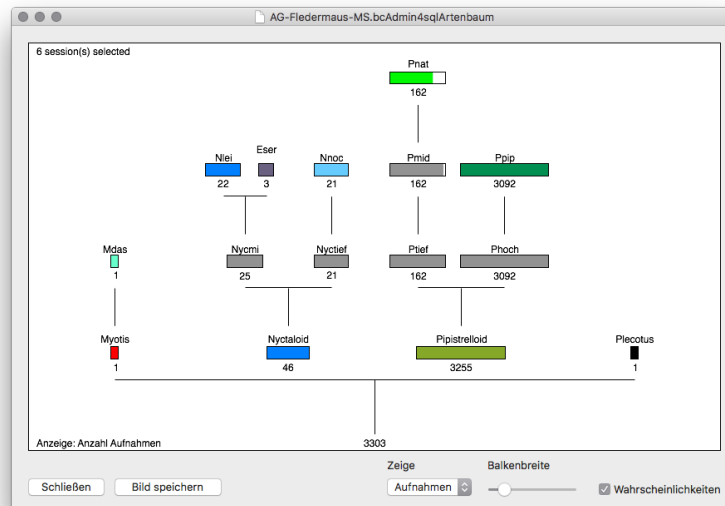 AG-Fledermaus-MS.bcAdmin4sqlArtenbaum
6 session(s) selected
Pnat
162
Nlei Eser Nnoc Pmid Ppip
22 3 21 162 3092
Mdas Nycmi Nyctief Ptief Phoch
1 25 21 162 3092
Myotis Nyctaloid Pipistrelloid Plecotus
1 46 3255 1
Anzeige: Anzahl Aufnahmen 3303
Zeige Balkenbreite
Schließen Bild speichern Aufnahmen Wahrscheinlichkeiten